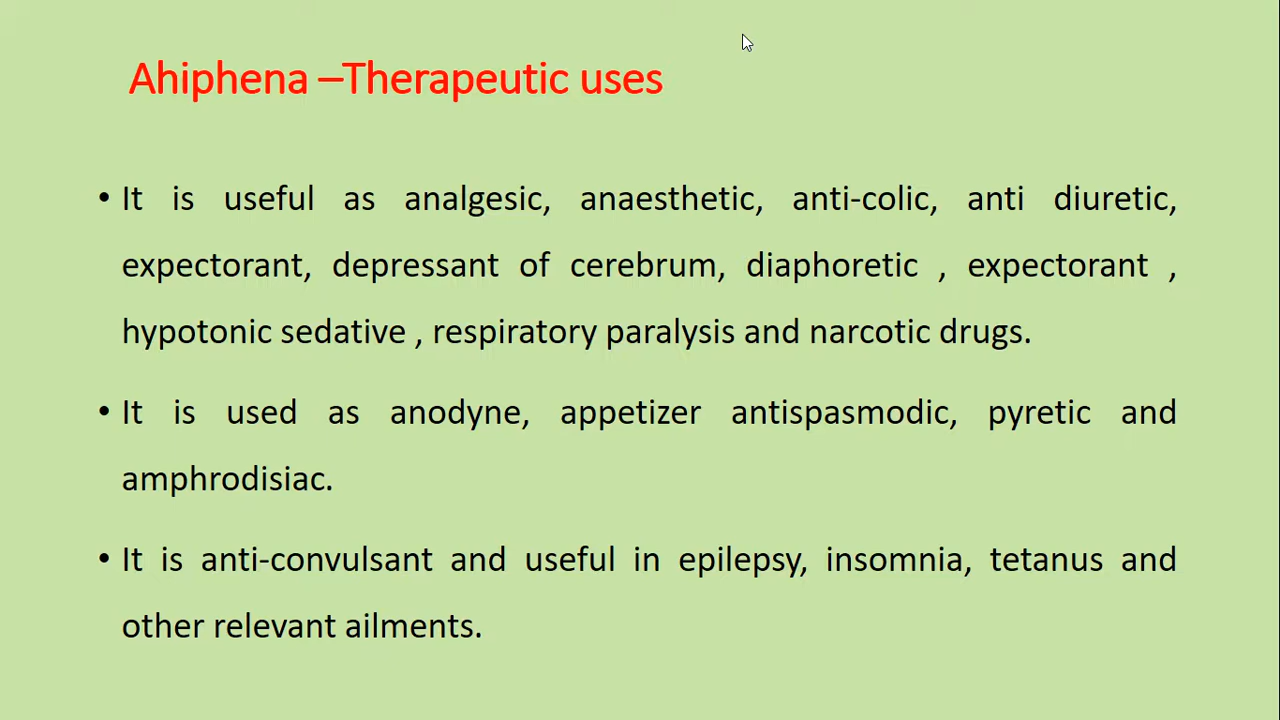 Ahiphena –Therapeutic uses
• It is useful as analgesic, anaesthetic, anti-colic, anti diuretic,
expectorant, depressant of cerebrum, diaphoretic , expectorant ,
hypotonic sedative , respiratory paralysis and narcotic drugs.
• It is used as anodyne, appetizer antispasmodic, pyretic and
amphrodisiac.
• It is anti-convulsant and useful in epilepsy, insomnia, tetanus and
other relevant ailments.